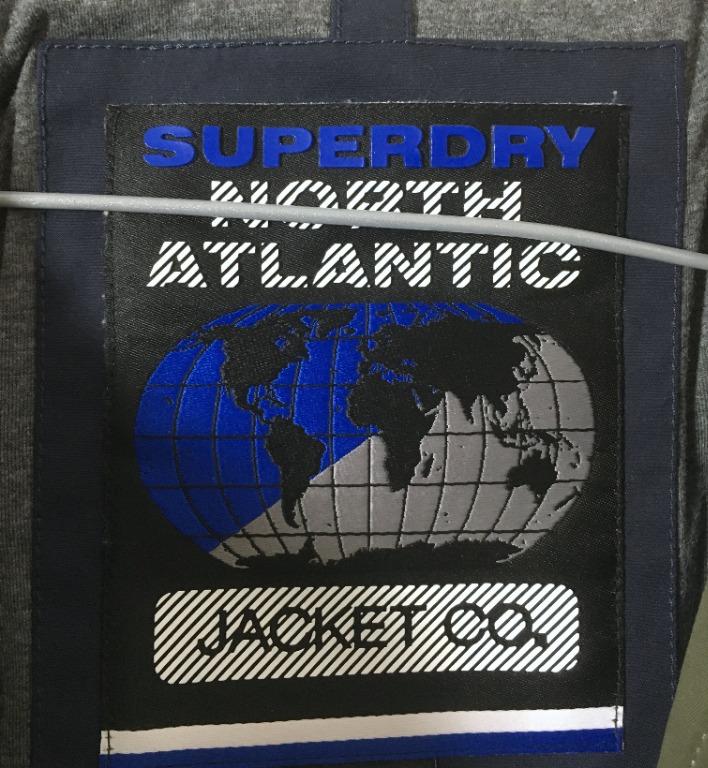 SUPERDRY
NORTH
ATLANTIC
JACKET CO.